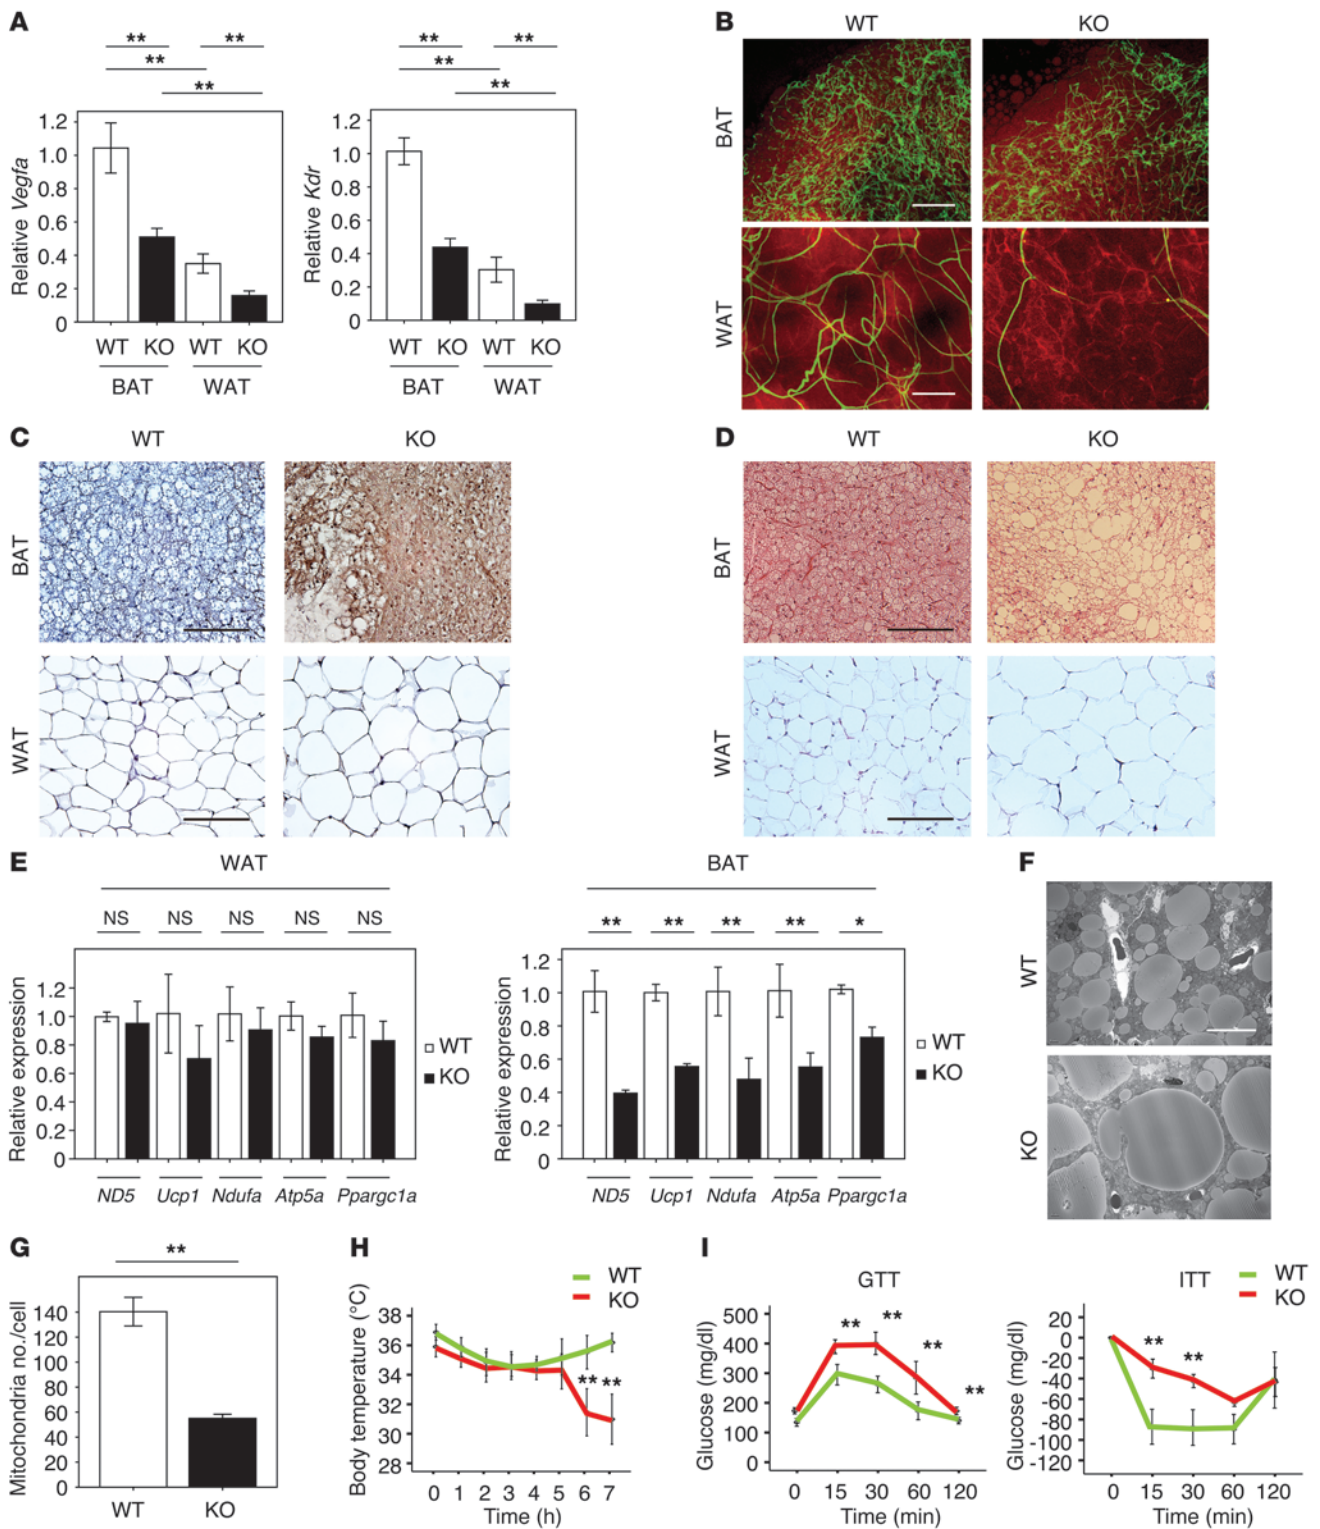 A
** **
**
**
Relative Vegfa
1.2
1.0
0.8
0.6
0.4
0.2
0
WT KO WT KO
BAT WAT
** **
**
**
Relative Kdr
1.2
1.0
0.8
0.6
0.4
0.2
0
WT KO WT KO
BAT WAT
B
WT KO
BAT
WAT
C
WT KO
BAT
WAT
D
WT KO
BAT
WAT
E
WAT
NS NS NS NS NS
Relative expression
1.2
1.0
0.8
0.6
0.4
0.2
0
ND5 Ucp1 Ndufa Atp5a Ppargc1a
WT
KO
BAT
** ** ** ** *
Relative expression
1.2
1.0
0.8
0.6
0.4
0.2
0
ND5 Ucp1 Ndufa Atp5a Ppargc1a
WT
KO
F
WT
KO
G
**
Mitochondria no./cell
140
120
100
80
60
40
20
0
WT KO
H
WT
KO
Body temperature (°C)
38
36
34
32
30
28
** **
0 1 2 3 4 5 6 7
Time (h)
I
GTT
Glucose (mg/dl)
500
400
300
200
100
0
** ** ** **
0 15 30 60 120
Time (min)
ITT
WT
KO
Glucose (mg/dl)
20
0
-20
-40
-60
-80
-100
-120
** **
0 15 30 60 120
Time (min)